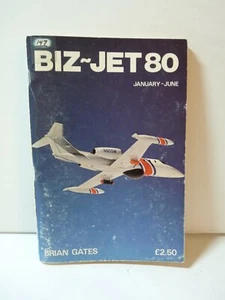 BIZ~JET 80
JANUARY-JUNE
BRIAN GATES
£2.50